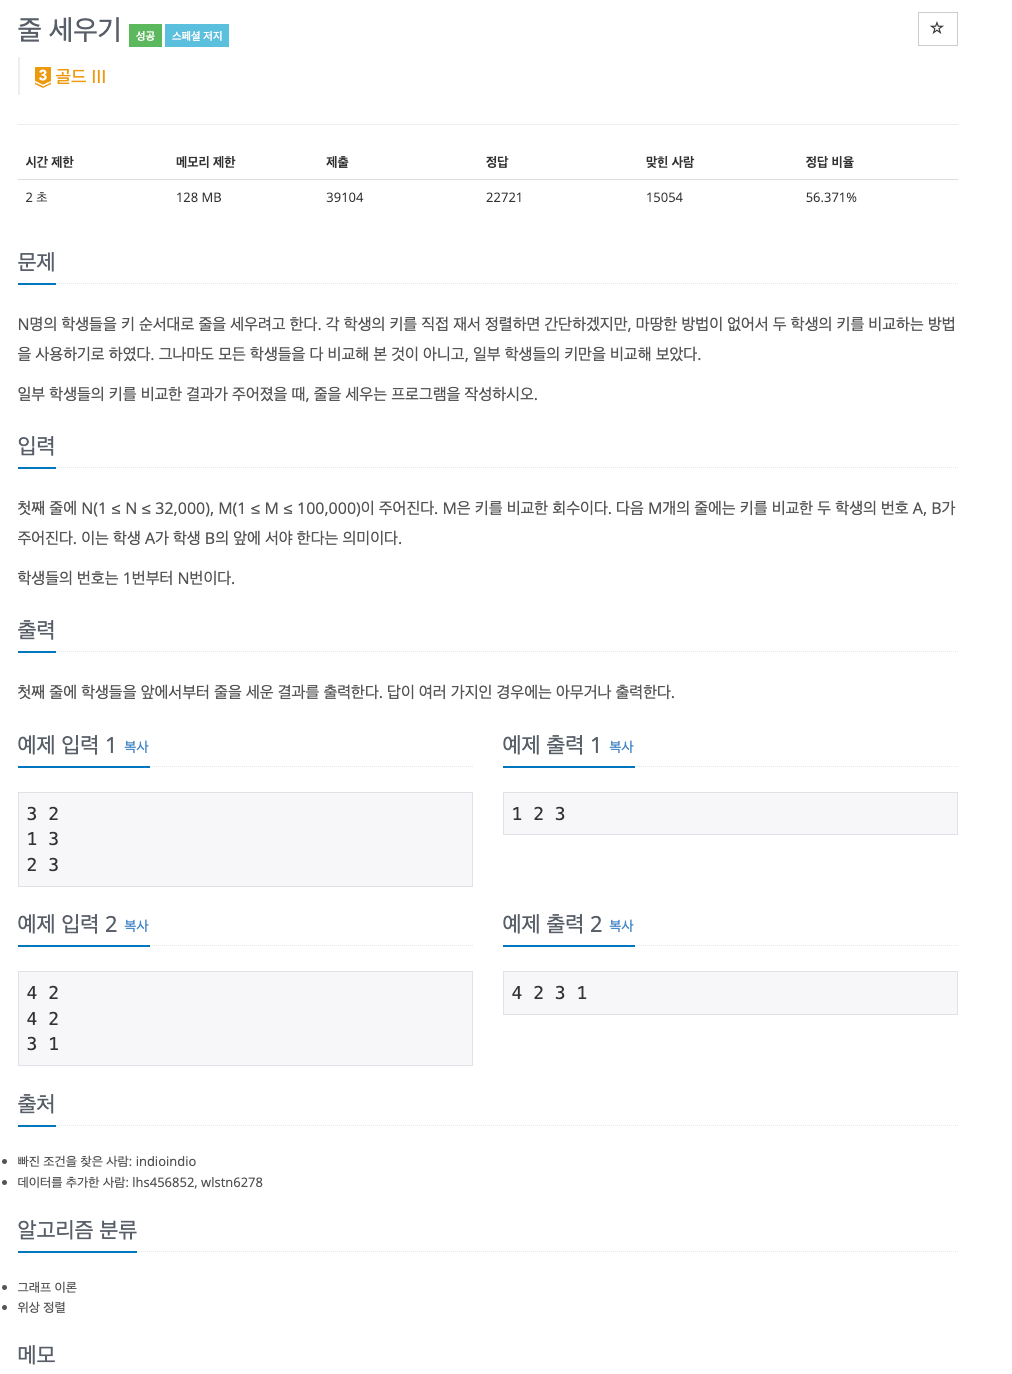 줄 세우기 성공 스페셜 저지
☆
3 골드 III
시간 제한 메모리 제한 제출 정답 맞힌 사람 정답 비율
2 초 128 MB 39104 22721 15054 56.371%
문제
N명의 학생들을 키 순서대로 줄을 세우려고 한다. 각 학생의 키를 직접 재서 정렬하면 간단하겠지만, 마땅한 방법이 없어서 두 학생의 키를 비교하는 방법
을 사용하기로 하였다. 그나마도 모든 학생들을 다 비교해 본 것이 아니고, 일부 학생들의 키만을 비교해 보았다.
일부 학생들의 키를 비교한 결과가 주어졌을 때, 줄을 세우는 프로그램을 작성하시오.
입력
첫째 줄에 N(1 ≤ N ≤ 32,000), M(1 ≤ M ≤ 100,000)이 주어진다. M은 키를 비교한 회수이다. 다음 M개의 줄에는 키를 비교한 두 학생의 번호 A, B가
주어진다. 이는 학생 A가 학생 B의 앞에 서야 한다는 의미이다.
학생들의 번호는 1번부터 N번이다.
출력
첫째 줄에 학생들을 앞에서부터 줄을 세운 결과를 출력한다. 답이 여러 가지인 경우에는 아무거나 출력한다.
예제 입력 1 복사
3 2
1 3
2 3
예제 출력 1 복사
1 2 3
예제 입력 2 복사
4 2
4 2
3 1
예제 출력 2 복사
4 2 3 1
출처
빠진 조건을 찾은 사람: indioindio
데이터를 추가한 사람: lhs456852, wlstn6278
알고리즘 분류
그래프 이론
위상 정렬
메모